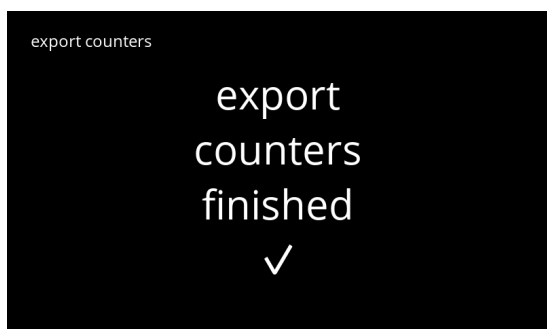 export counters
export
counters
finished
✓